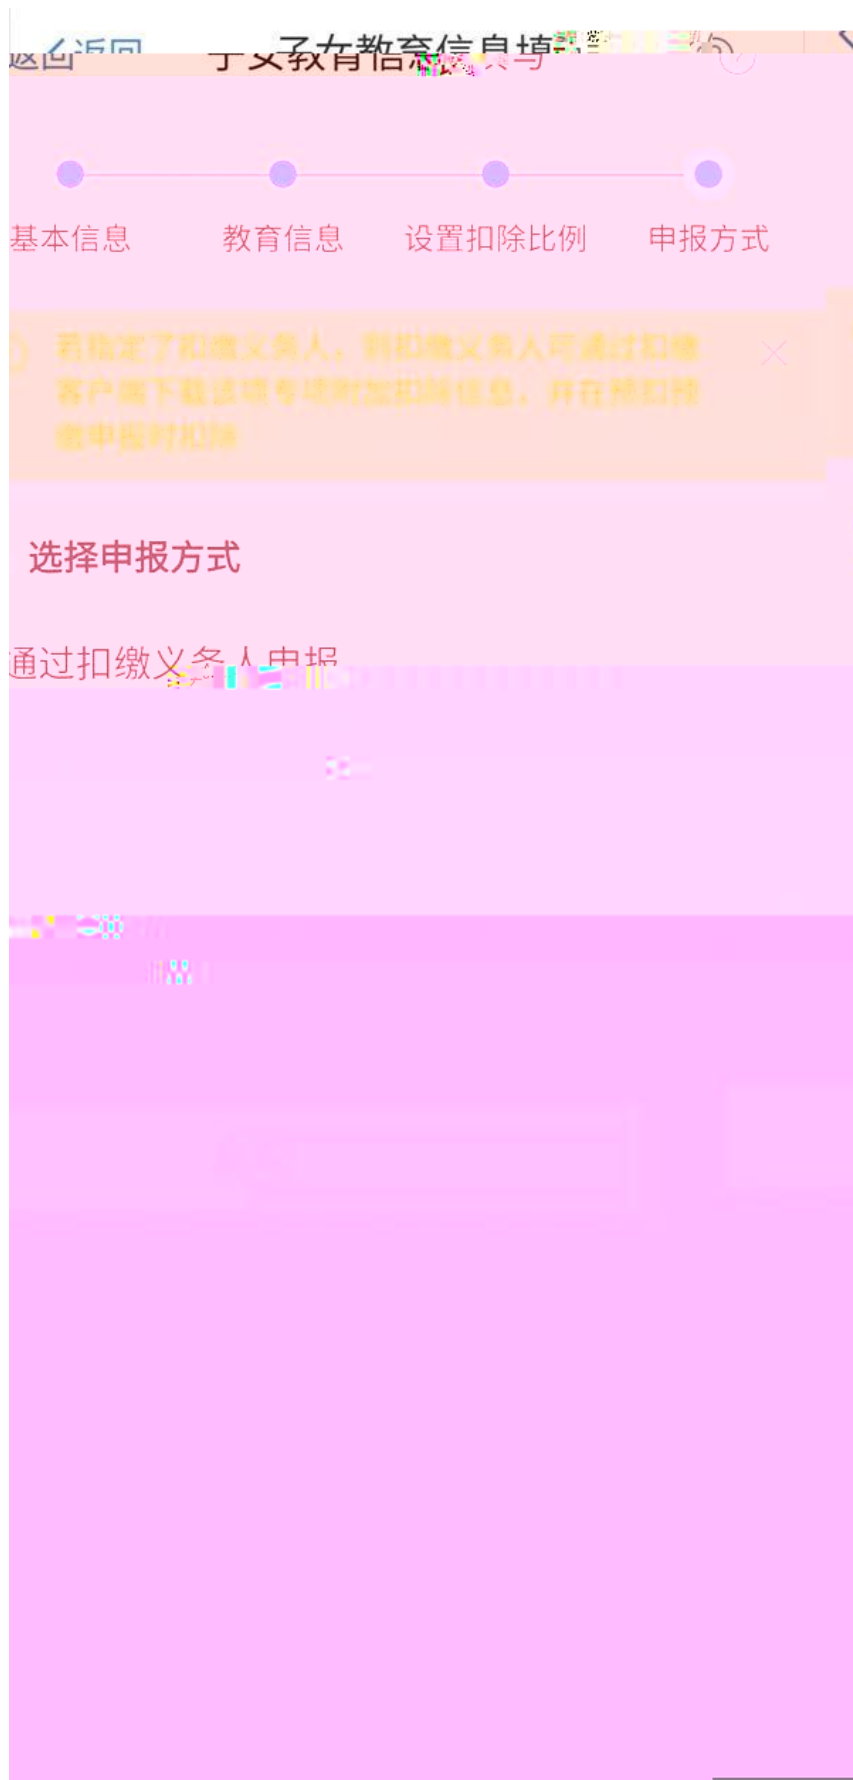 返回 子女教育信息填写
基本信息 教育信息 设置扣除比例 申报方式
若指定了扣缴义务人，则扣缴义务人可通过扣缴
客户端下载该项专项附加扣除信息，并在预扣预
缴申报时扣除
选择申报方式
通过扣缴义务人申报